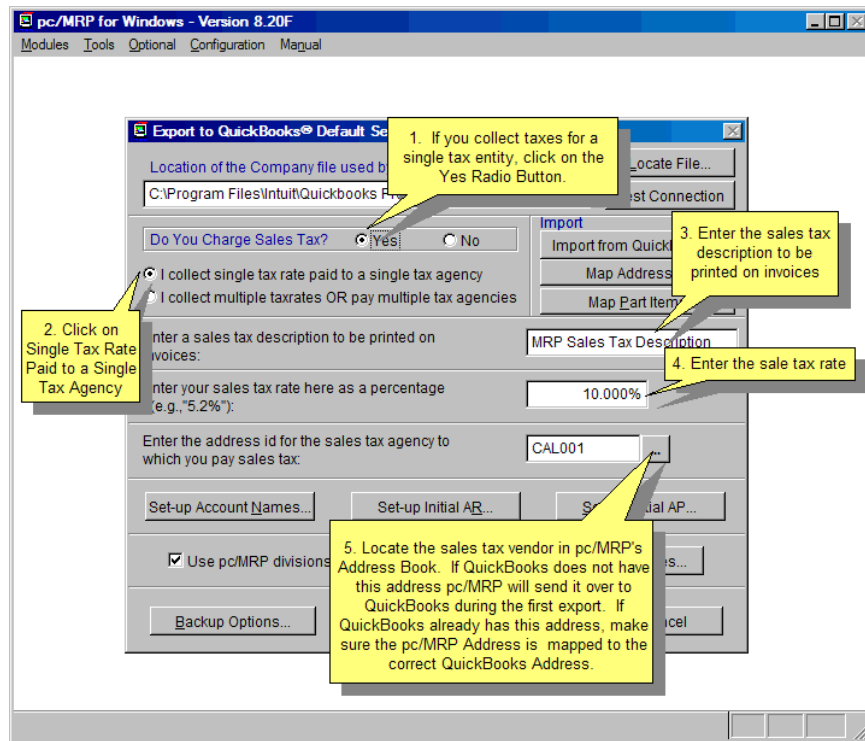 pc/MRP for Windows - Version 8.20F
Modules Tools Optional Configuration Manual
Export to QuickBooks® Default Se
1. If you collect taxes for a
single tax entity, click on the
Yes Radio Button.
Location of the Company file used by
Locate File...
C:\Program Files\Intuit\Quickbooks Pr
est Connection
Do You Charge Sales Tax? Yes No
Import
Import from Quick
Map Address
Map Part Item
3. Enter the sales tax
description to be
printed on invoices
I collect single tax rate paid to a single tax agency
I collect multiple taxrates OR pay multiple tax agencies
2. Click on
Single Tax Rate
Paid to a Single
Tax Agency
nter a sales tax description to be printed on
nvoices:
MRP Sales Tax Description
4. Enter the sale tax rate
nter your sales tax rate here as a percentage
(e.g.,"5.2%"):
10.000%
Enter the address id for the sales tax agency to
which you pay sales tax:
CAL001
...
Set-up Account Names...
Set-up Initial AR...
S tial AP...
5. Locate the sales tax vendor in pc/MRP's
Address Book. If QuickBooks does not have
this address pc/MRP will send it over to
QuickBooks during the first export. If
QuickBooks already has this address, make
sure the pc/MRP Address is mapped to the
correct QuickBooks Address.
Use pc/MRP divisions
es...
Backup Options...
ncel